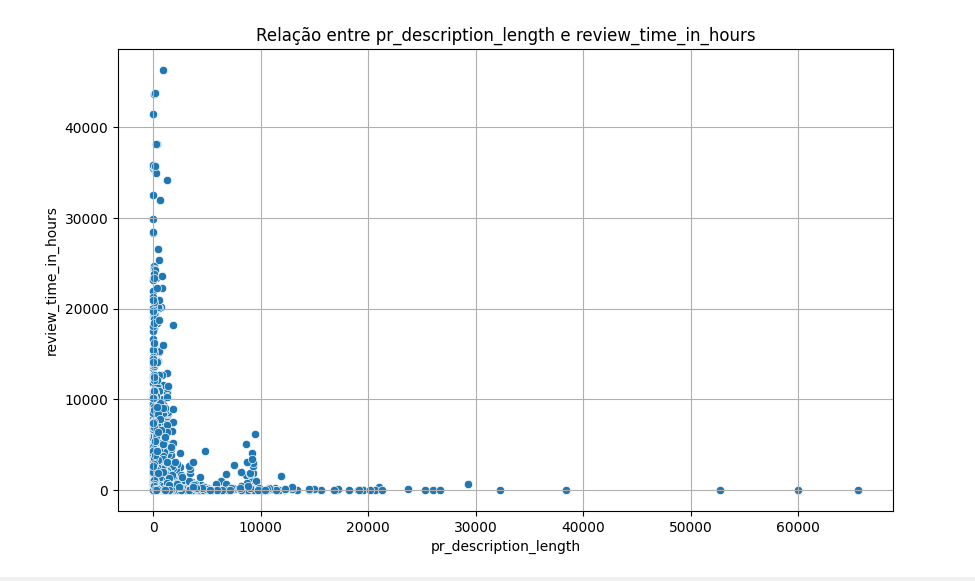 Relação entre pr_description_length e review_time_in_hours
review_time_in_hours
40000
30000
20000
10000
0
0 10000 20000 30000 40000 50000 60000
pr_description_length